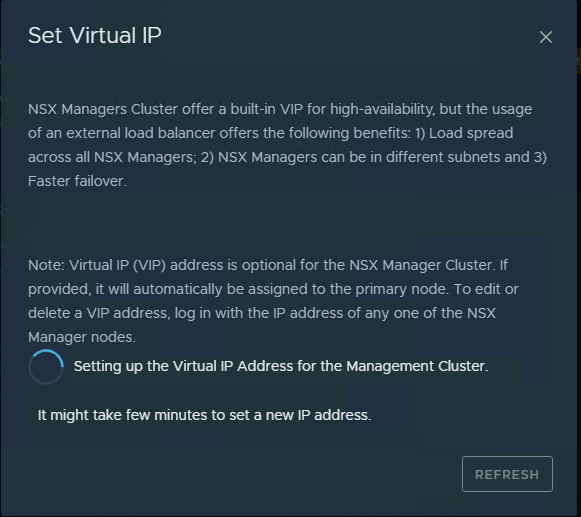 Set Virtual IP
NSX Managers Cluster offer a built-in VIP for high-availability, but the usage
of an external load balancer offers the following benefits: 1) Load spread
across all NSX Managers; 2) NSX Managers can be in different subnets and 3)
Faster failover.
Note: Virtual IP (VIP) address is optional for the NSX Manager Cluster. If
provided, it will automatically be assigned to the primary node. To edit or
delete a VIP address, log in with the IP address of any one of the NSX
Manager nodes.
Setting up the Virtual IP Address for the Management Cluster.
It might take few minutes to set a new IP address.
REFRESH